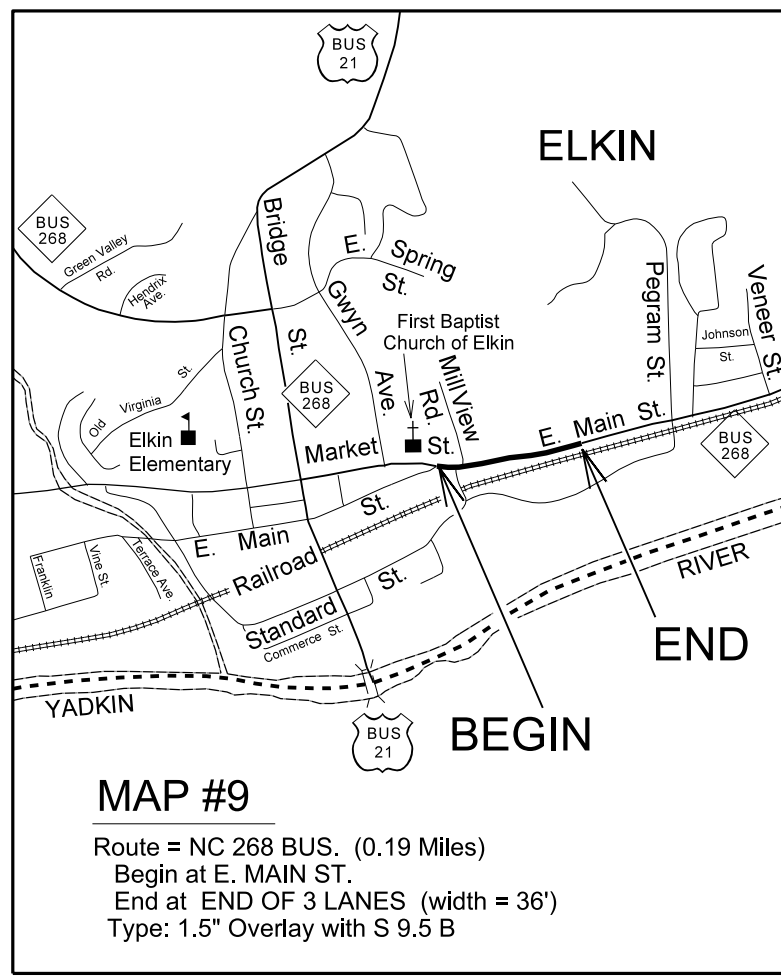 BUS
21
ELKIN
BUS
268
Green Valley
Rd.
Hendrix
Ave.
Bridge
St.
E. Spring
St.
Gwyn
Ave.
First Baptist
Church of Elkin
Mill View
Rd.
Pegram St.
Veneer St.
Johnson
St.
Church St.
BUS
268
Old Virginia St.
Elkin
Elementary
Market St.
E. Main St.
BUS
268
E. Main St.
Railroad
Franklin
Vine St.
Terrace Ave.
Standard St.
Commerce St.
YADKIN RIVER
END
BEGIN
BUS
21
MAP #9
Route = NC 268 BUS. (0.19 Miles)
Begin at E. MAIN ST.
End at END OF 3 LANES (width = 36')
Type: 1.5" Overlay with S 9.5 B